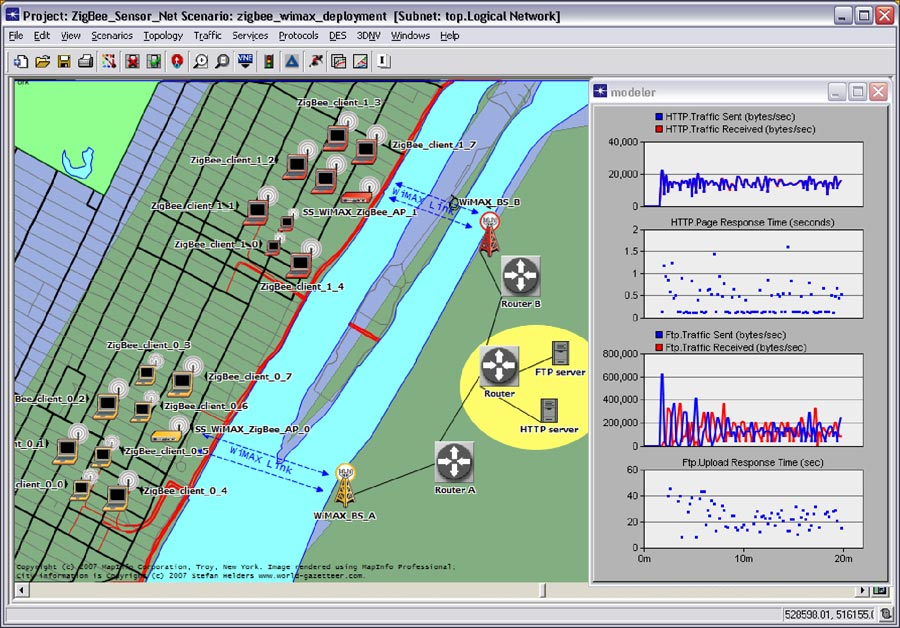 Project: ZigBee_Sensor_Net Scenario: zigbee_wimax_deployment [Subnet: top.Logical Network]
File Edit View Scenarios Topology Traffic Services Protocols DES 3DNV Windows Help
VNE
ZigBee_client_1_3
ZigBee_client_1_7
ZigBee_client_1_2
ZigBee_client_1_1
SS_WiMAX_ZigBee_AP_1
ZigBee_client_1_0
ZigBee_client_1_4
WiMAX Link
WiMAX_BS_B
Router B
Router
FTP server
HTTP server
ZigBee_client_0_3
ZigBee_client_0_7
Bee_client_0_2
ZigBee_client_0_6
SS_WiMAX_ZigBee_AP_0
nt_0_1
ZigBee_client_0_5
WiMAX Link
client_0_0
ZigBee_client_0_4
WiMAX_BS_A
Router A
Copyright (c) 2007 MapInfo Corporation, Troy, New York. Image rendered using MapInfo Professional;
City information is Copyright (c) 2007 Stefan Helders www.world-gazetteer.com.
modeler
HTTP.Traffic Sent (bytes/sec)
HTTP.Traffic Received (bytes/sec)
40,000
20,000
0
HTTP.Page Response Time (seconds)
2
1.5
1
0.5
0
Ftp.Traffic Sent (bytes/sec)
Ftp.Traffic Received (bytes/sec)
800,000
600,000
400,000
200,000
0
Ftp.Upload Response Time (sec)
60
40
20
0
0m 10m 20m
528598.01, 516155.(